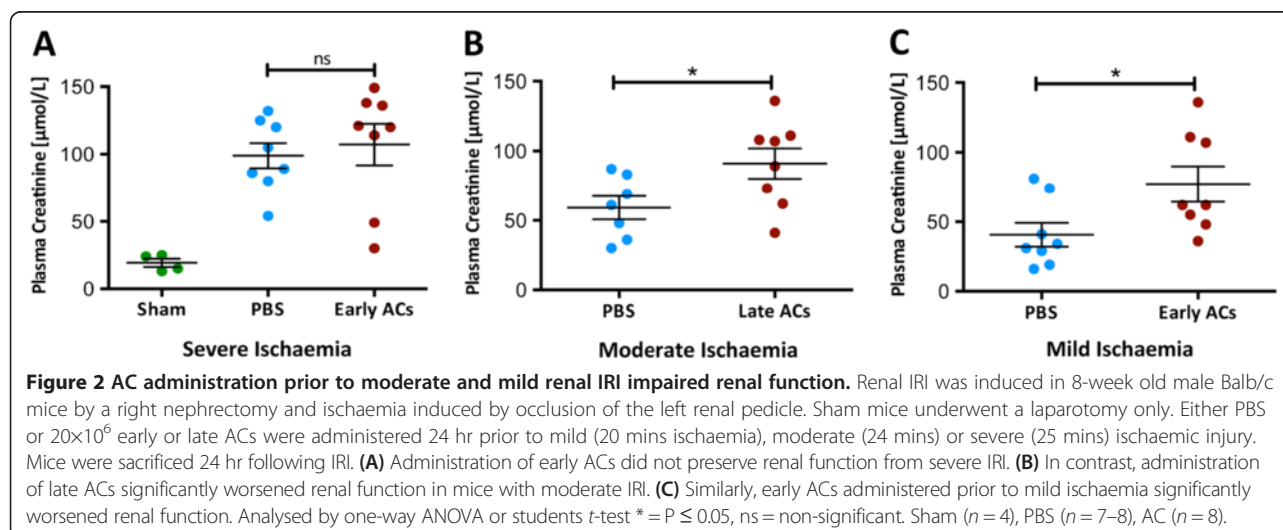 A
B
C
ns
*
*
Plasma Creatinine [µmol/L]
150
100
50
0
Sham
PBS
Early ACs
Severe Ischaemia
Plasma Creatinine [µmol/L]
150
100
50
0
PBS
Late ACs
Moderate Ischaemia
Plasma Creatinine [µmol/L]
150
100
50
0
PBS
Early ACs
Mild Ischaemia
Figure 2 AC administration prior to moderate and mild renal IRI impaired renal function. Renal IRI was induced in 8-week old male Balb/c
mice by a right nephrectomy and ischaemia induced by occlusion of the left renal pedicle. Sham mice underwent a laparotomy only. Either PBS
or 20×10⁶ early or late ACs were administered 24 hr prior to mild (20 mins ischaemia), moderate (24 mins) or severe (25 mins) ischaemic injury.
Mice were sacrificed 24 hr following IRI. (A) Administration of early ACs did not preserve renal function from severe IRI. (B) In contrast, administration
of late ACs significantly worsened renal function in mice with moderate IRI. (C) Similarly, early ACs administered prior to mild ischaemia significantly
worsened renal function. Analysed by one-way ANOVA or students t-test * = P ≤ 0.05, ns = non-significant. Sham (n = 4), PBS (n = 7–8), AC (n = 8).